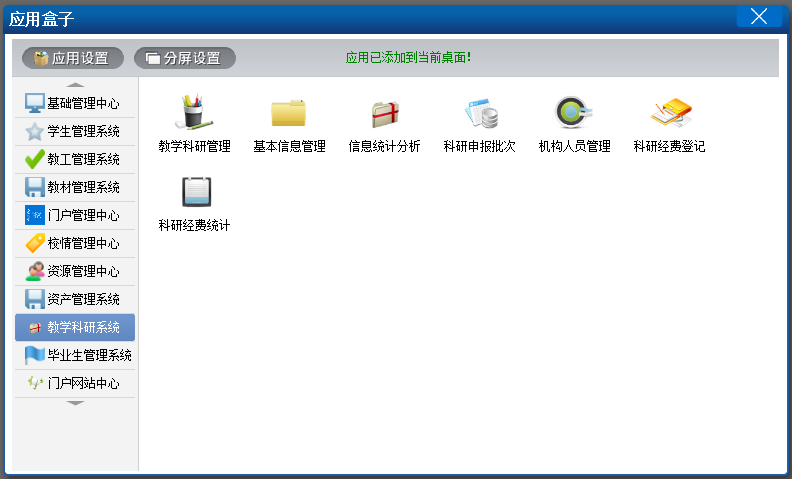 应用盒子
应用设置 分屏设置 应用已添加到当前桌面!
基础管理中心
学生管理系统
教工管理系统
教材管理系统
门户管理中心
校情管理中心
资源管理中心
资产管理系统
教学科研系统
毕业生管理系统
门户网站中心
教学科研管理 基本信息管理 信息统计分析 科研申报批次 机构人员管理 科研经费登记
科研经费统计